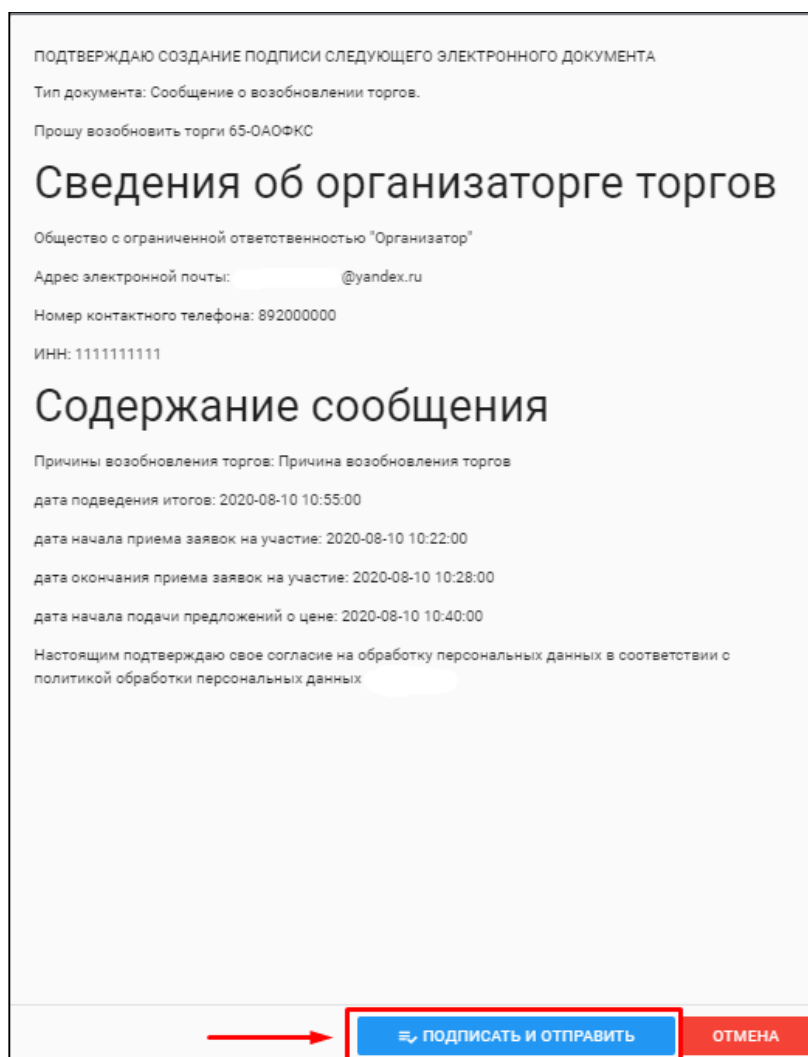 ПОДТВЕРЖДАЮ СОЗДАНИЕ ПОДПИСИ СЛЕДУЮЩЕГО ЭЛЕКТРОННОГО ДОКУМЕНТА
Тип документа: Сообщение о возобновлении торгов.
Прошу возобновить торги 65-ОАОФКС
Сведения об организаторге торгов
Общество с ограниченной ответственностью "Организатор"
Адрес электронной почты: @yandex.ru
Номер контактного телефона: 892000000
ИНН: 1111111111
Содержание сообщения
Причины возобновления торгов: Причина возобновления торгов
дата подведения итогов: 2020-08-10 10:55:00
дата начала приема заявок на участие: 2020-08-10 10:22:00
дата окончания приема заявок на участие: 2020-08-10 10:28:00
дата начала подачи предложений о цене: 2020-08-10 10:40:00
Настоящим подтверждаю свое согласие на обработку персональных данных в соответствии с
политикой обработки персональных данных
ПОДПИСАТЬ И ОТПРАВИТЬ ОТМЕНА